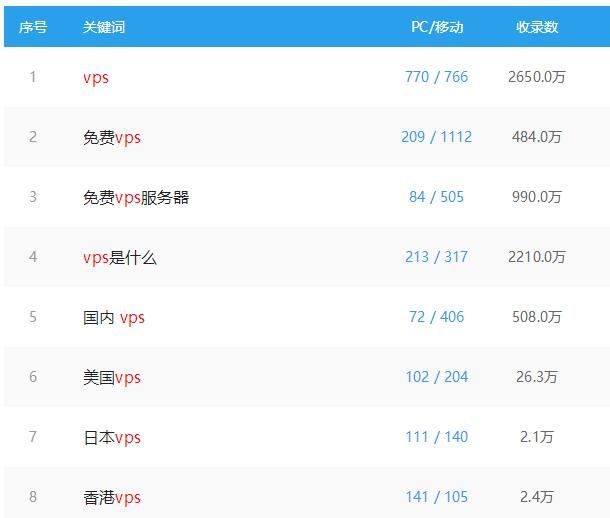 序号 关键词 PC/移动 收录数
1 vps 770 / 766 2650.0万
2 免费vps 209 / 1112 484.0万
3 免费vps服务器 84 / 505 990.0万
4 vps是什么 213 / 317 2210.0万
5 国内 vps 72 / 406 508.0万
6 美国vps 102 / 204 26.3万
7 日本vps 111 / 140 2.1万
8 香港vps 141 / 105 2.4万